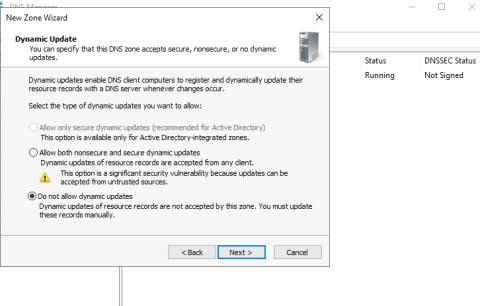 DNS Manager
New Zone Wizard
Dynamic Update
You can specify that this DNS zone accepts secure, nonsecure, or no dynamic
updates.
Status
DNSSEC Status
Running
Not Signed
Dynamic updates enable DNS client computers to register and dynamically update their
resource records with a DNS server whenever changes occur.
Select the type of dynamic updates you want to allow:
Allow only secure dynamic updates (recommended for Active Directory)
This option is available only for Active Directory-integrated zones.
Allow both nonsecure and secure dynamic updates
Dynamic updates of resource records are accepted from any client.
This option is a significant security vulnerability because updates can be
accepted from untrusted sources.
Do not allow dynamic updates
Dynamic updates of resource records are not accepted by this zone. You must update
these records manually.
< Back
Next >
Cancel